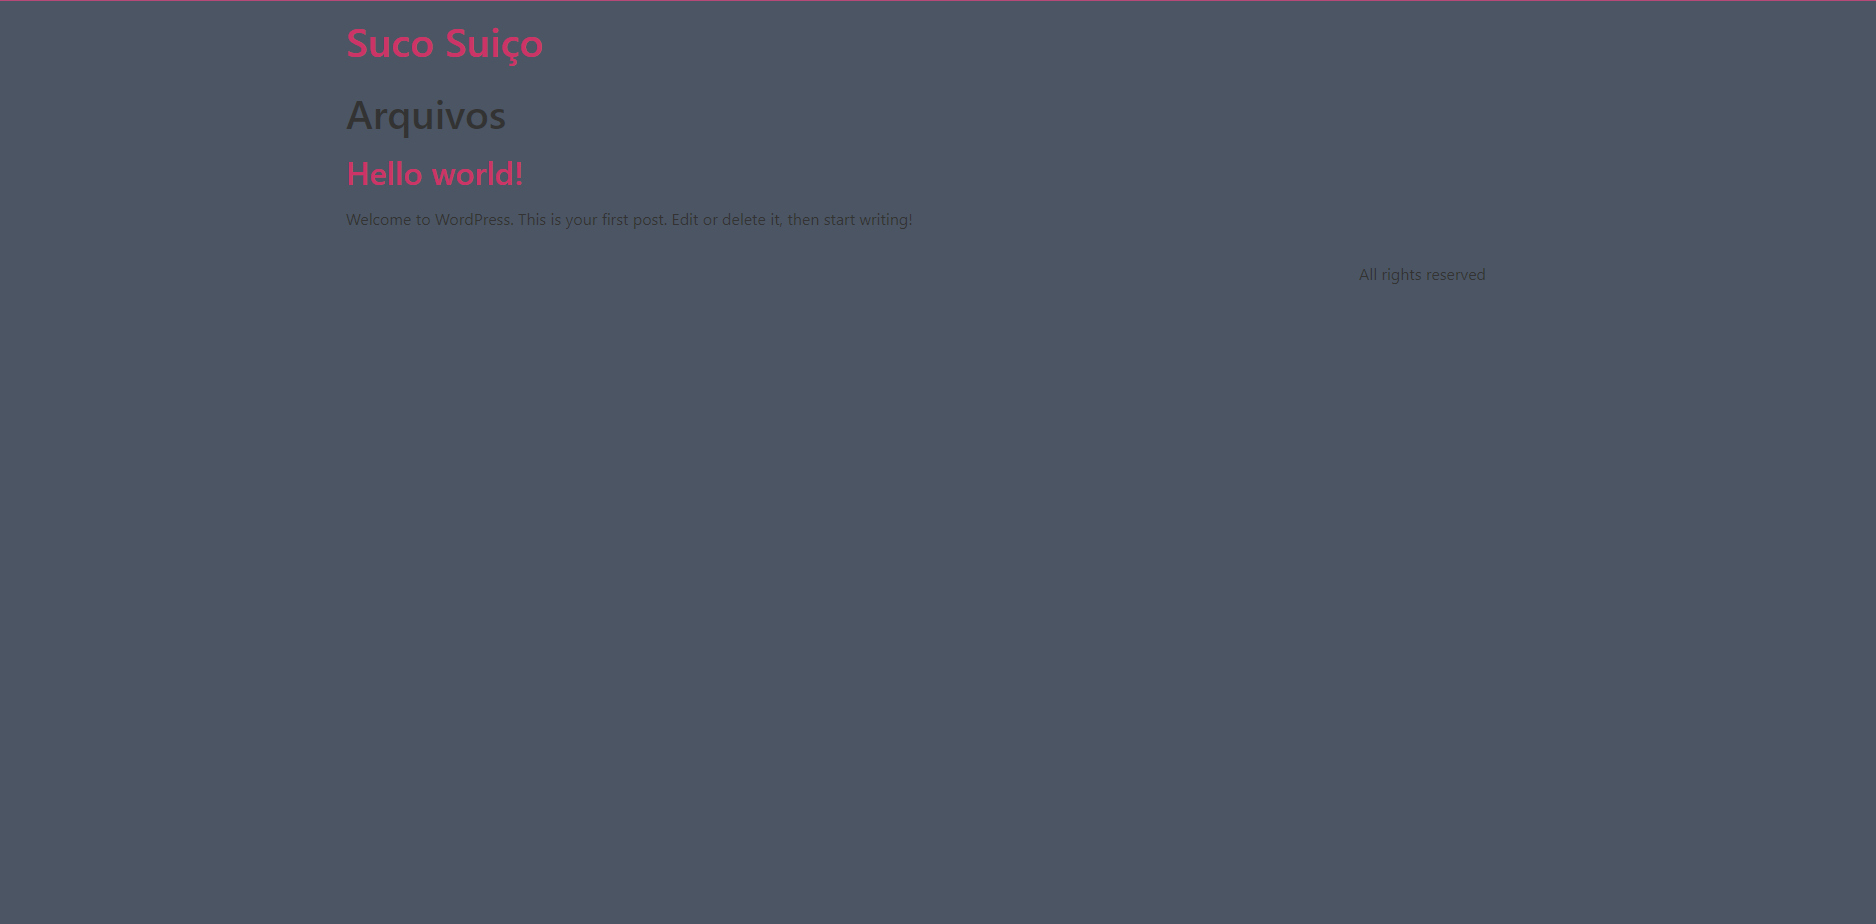 Suco Suiço
Arquivos
Hello world!
Welcome to WordPress. This is your first post. Edit or delete it, then start writing!
All rights reserved